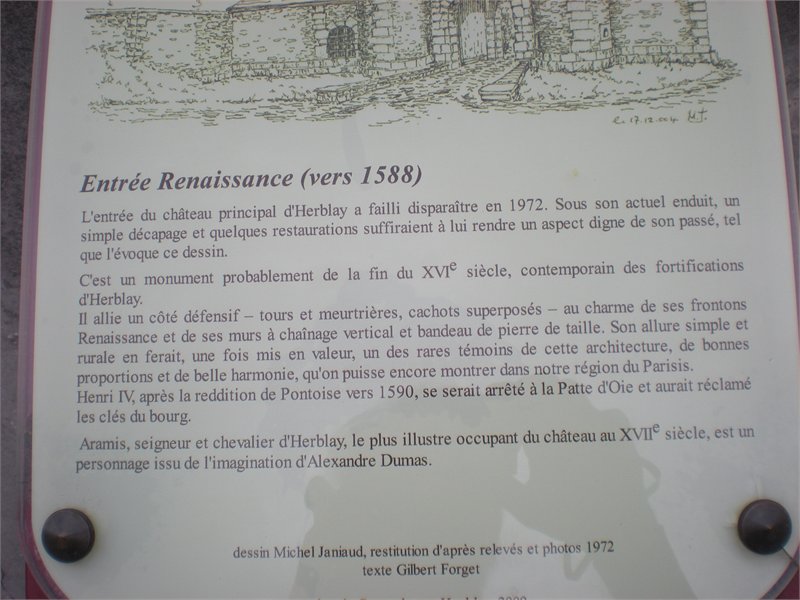 le 17.12.2004 M.J.
Entrée Renaissance (vers 1588)
L'entrée du château principal d'Herblay a failli disparaître en 1972. Sous son actuel enduit, un
simple décapage et quelques restaurations suffiraient à lui rendre un aspect digne de son passé, tel
que l'évoque ce dessin.
C'est un monument probablement de la fin du XVIe siècle, contemporain des fortifications
d'Herblay.
Il allie un côté défensif – tours et meurtrières, cachots superposés – au charme de ses frontons
Renaissance et de ses murs à chaînage vertical et bandeau de pierre de taille. Son allure simple et
rurale en ferait, une fois mis en valeur, un des rares témoins de cette architecture, de bonnes
proportions et de belle harmonie, qu'on puisse encore montrer dans notre région du Parisis.
Henri IV, après la reddition de Pontoise vers 1590, se serait arrêté à la Patte d'Oie et aurait réclamé
les clés du bourg.
Aramis, seigneur et chevalier d'Herblay, le plus illustre occupant du château au XVIIe siècle, est un
personnage issu de l'imagination d'Alexandre Dumas.
dessin Michel Janiaud, restitution d'après relevés et photos 1972
texte Gilbert Forget